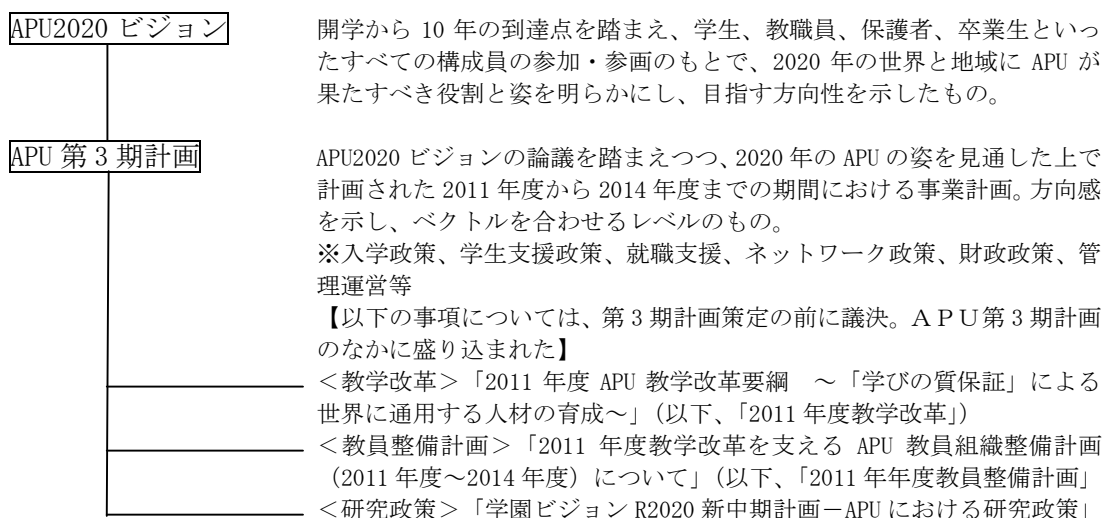 APU2020 ビジョン
開学から 10 年の到達点を踏まえ、学生、教職員、保護者、卒業生といっ
たすべての構成員の参加・参画のもとで、2020 年の世界と地域に APU が
果たすべき役割と姿を明らかにし、目指す方向性を示したもの。
APU 第 3 期計画
APU2020 ビジョンの論議を踏まえつつ、2020 年の APU の姿を見通した上で
計画された 2011 年度から 2014 年度までの期間における事業計画。方向感
を示し、ベクトルを合わせるレベルのもの。
※入学政策、学生支援政策、就職支援、ネットワーク政策、財政政策、管
理運営等
【以下の事項については、第 3 期計画策定の前に議決。ＡＰＵ第 3 期計画
のなかに盛り込まれた】
＜教学改革＞「2011 年度 APU 教学改革要綱　～「学びの質保証」による
世界に通用する人材の育成～」（以下、「2011 年度教学改革」）
＜教員整備計画＞「2011 年度教学改革を支える APU 教員組織整備計画
（2011 年度～2014 年度）について」（以下、「2011 年年度教員整備計画」
＜研究政策＞「学園ビジョン R2020 新中期計画－APU における研究政策」